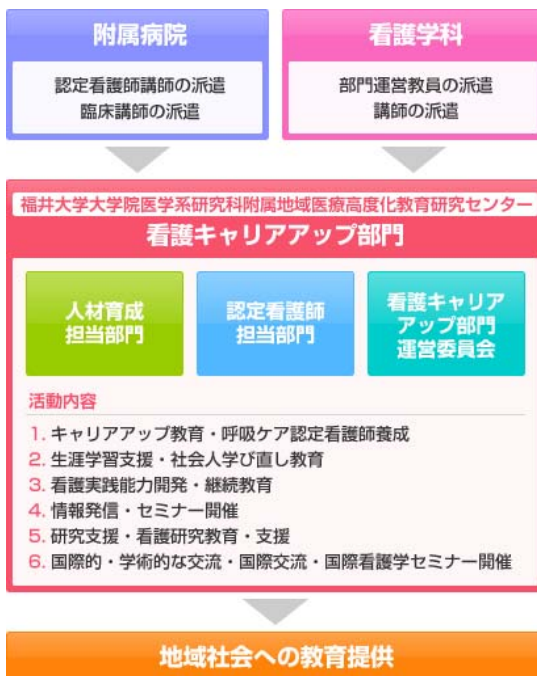 附属病院
認定看護師講師の派遣
臨床講師の派遣
看護学科
部門運営教員の派遣
講師の派遣
福井大学大学院医学系研究科附属地域医療高度化教育研究センター
看護キャリアアップ部門
人材育成
担当部門
認定看護師
担当部門
看護キャリア
アップ部門
運営委員会
活動内容
1. キャリアアップ教育・呼吸ケア認定看護師養成
2. 生涯学習支援・社会人学び直し教育
3. 看護実践能力開発・継続教育
4. 情報発信・セミナー開催
5. 研究支援・看護研究教育・支援
6. 国際的・学術的な交流・国際交流・国際看護学セミナー開催
地域社会への教育提供